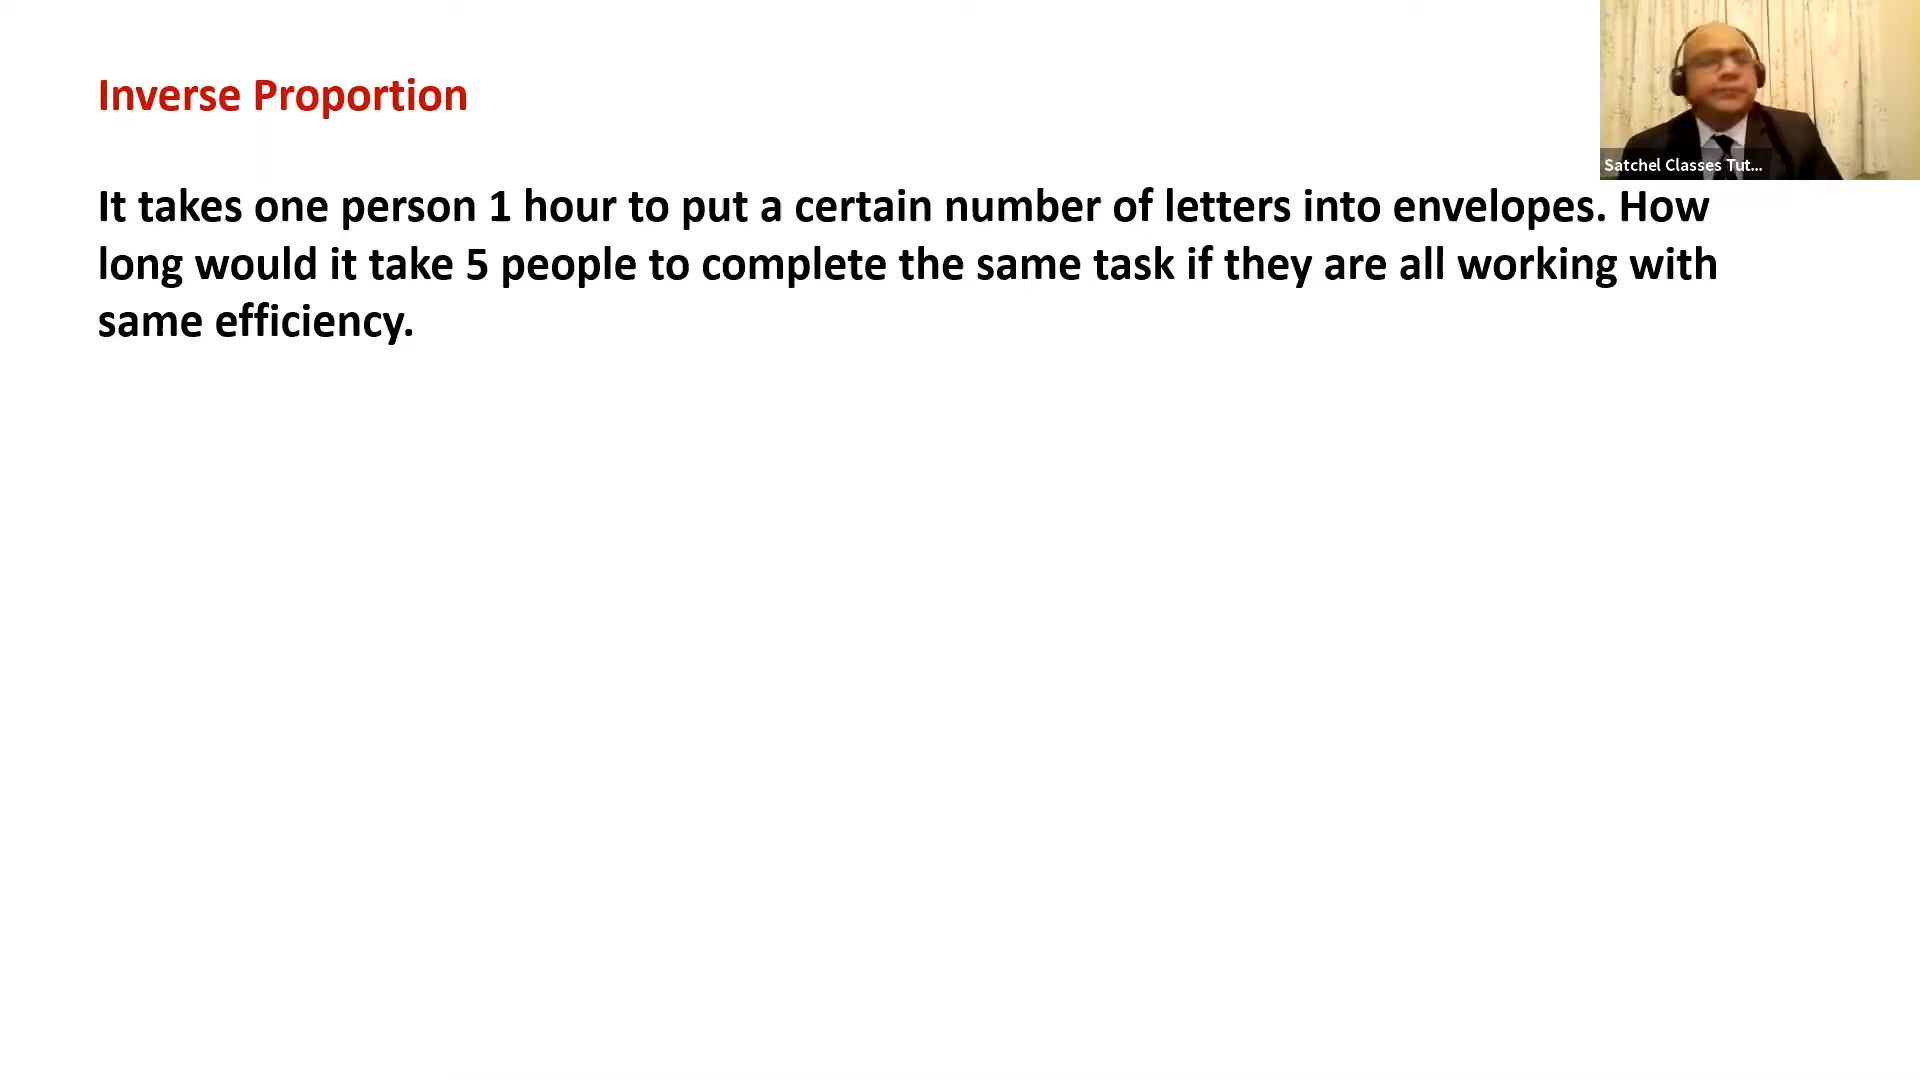 Inverse Proportion
Satchel Classes Tut...
It takes one person 1 hour to put a certain number of letters into envelopes. How
long would it take 5 people to complete the same task if they are all working with
same efficiency.